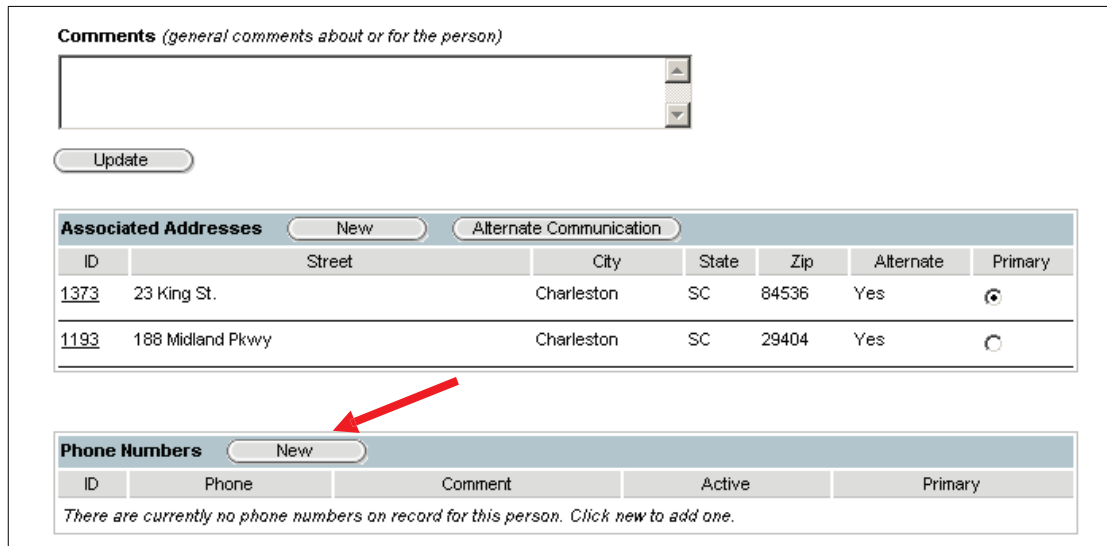 Comments (general comments about or for the person)
Update
Associated Addresses New Alternate Communication
ID Street City State Zip Alternate Primary
1373 23 King St. Charleston SC 84536 Yes
1193 188 Midland Pkwy Charleston SC 29404 Yes
Phone Numbers New
ID Phone Comment Active Primary
There are currently no phone numbers on record for this person. Click new to add one.